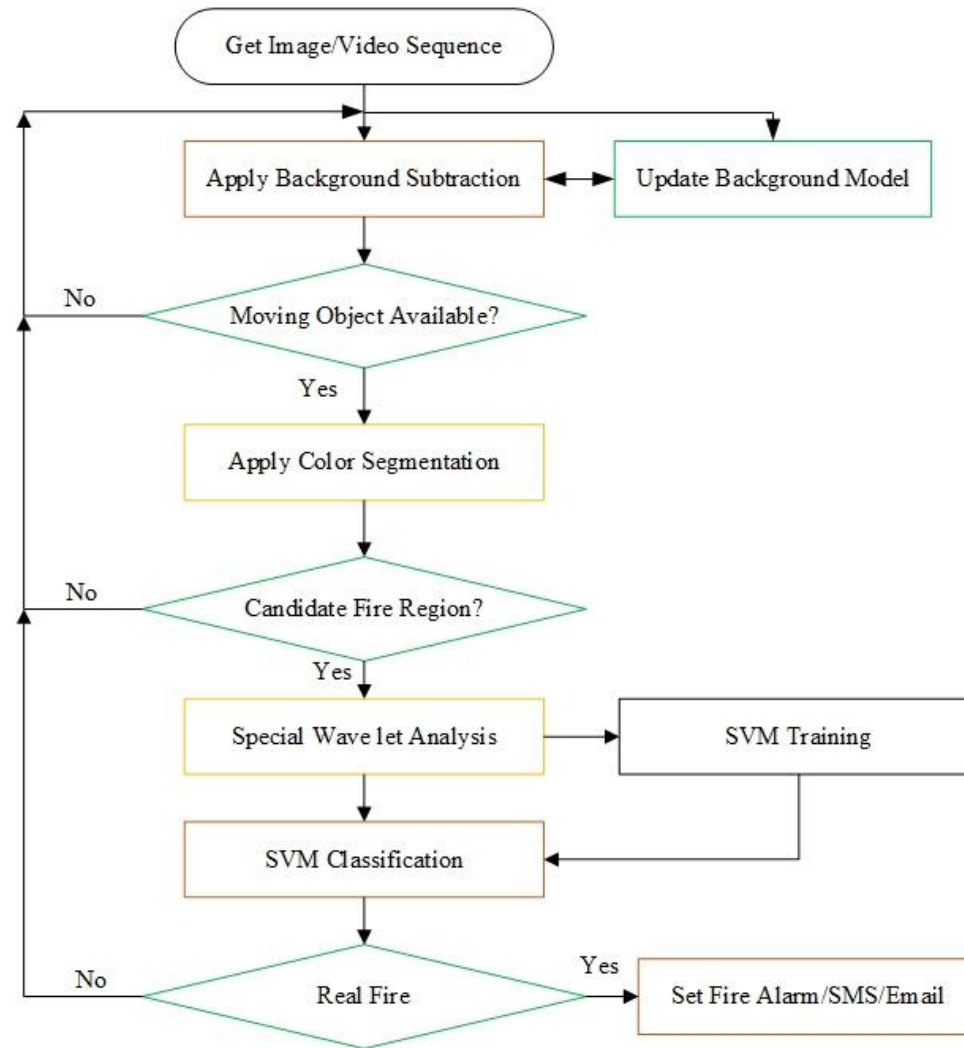 Get Image/Video Sequence
Apply Background Subtraction
Update Background Model
No
Moving Object Available?
Yes
Apply Color Segmentation
No
Candidate Fire Region?
Yes
Special Wave let Analysis
SVM Training
SVM Classification
No
Real Fire
Yes
Set Fire Alarm/SMS/Email